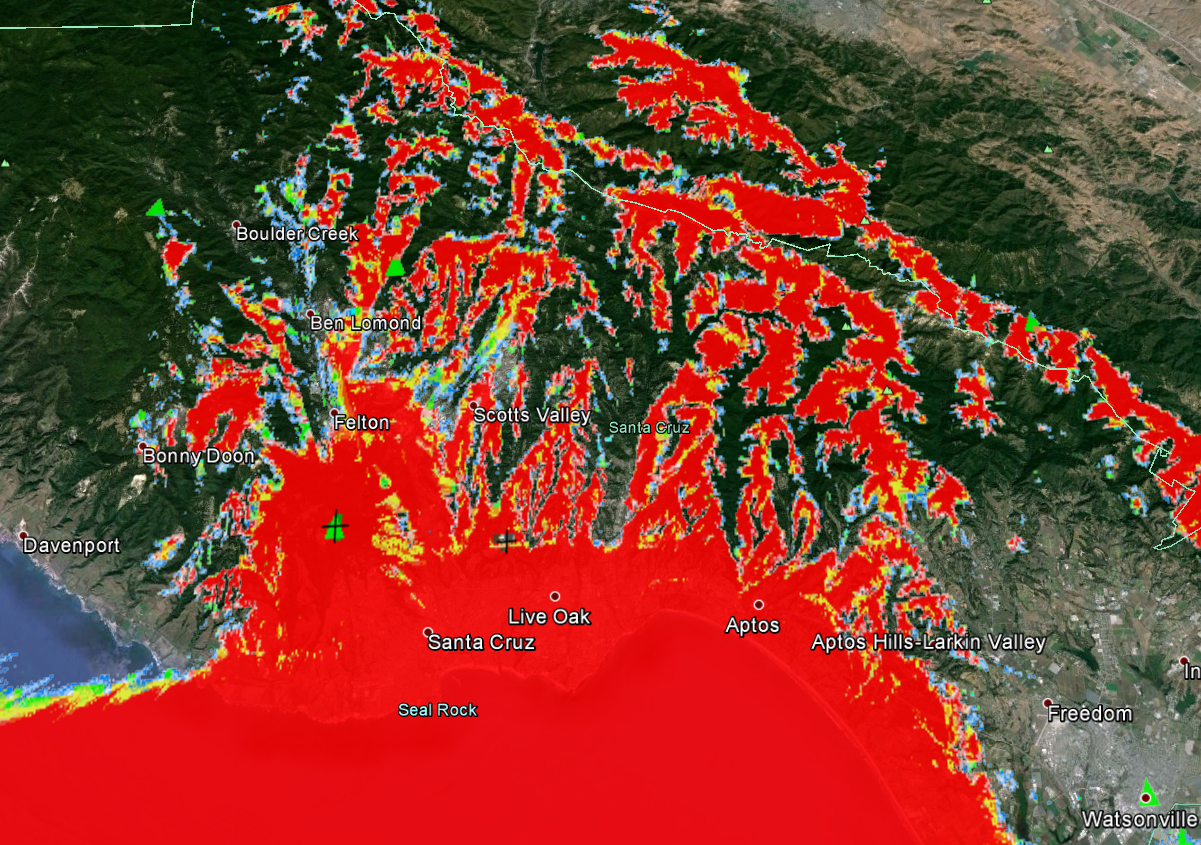 Boulder Creek
Ben Lomond
Scotts Valley
Felton
Santa Cruz
Bonny Doon
Davenport
Live Oak
Aptos
Santa Cruz
Aptos Hills-Larkin Valley
In
Seal Rock
Freedom
Watsonville